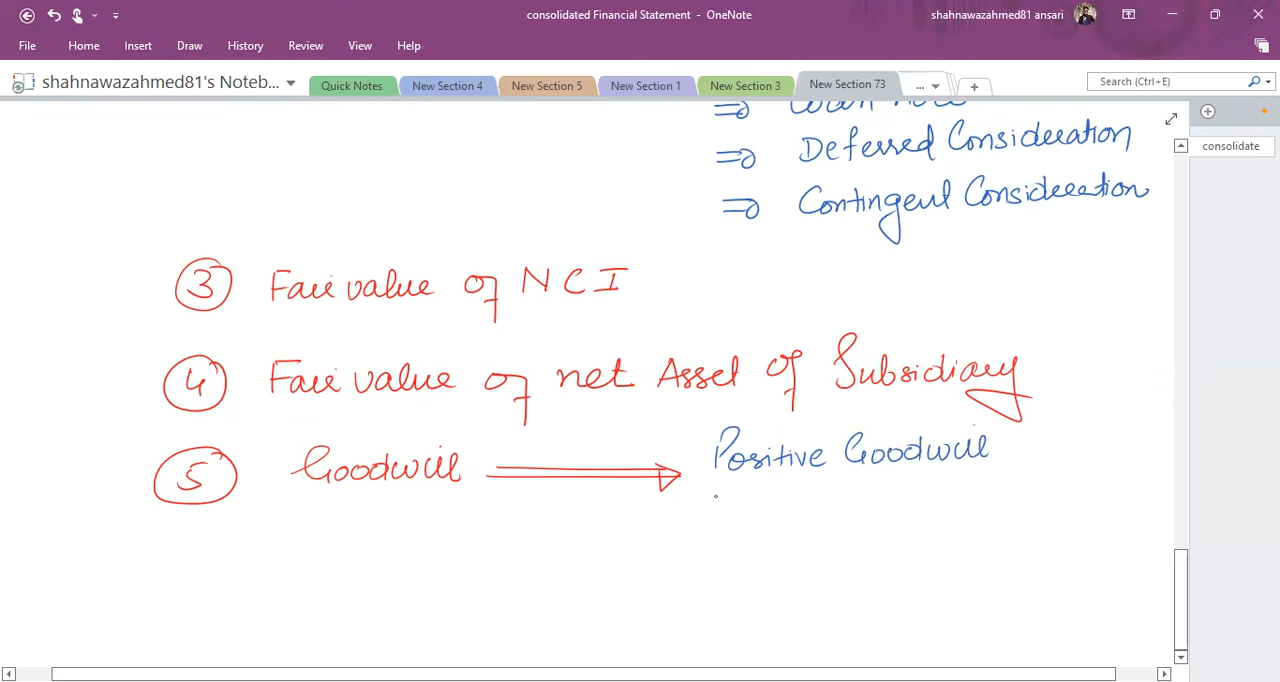 consolidated Financial Statement - OneNote
shahnawazahmed81 ansari
File Home Insert Draw History Review View Help
shahnawazahmed81's Noteb...
Quick Notes New Section 4 New Section 5 New Section 1 New Section 3 New Section 73 ... +
Search (Ctrl+E)
consolidate
⇒ Deferred Consideration
⇒ Contingent Consideration
③ Fair value of NCI
④ Fair value of net Asset of Subsidiary
⑤ Goodwill ⟹ Positive Goodwill